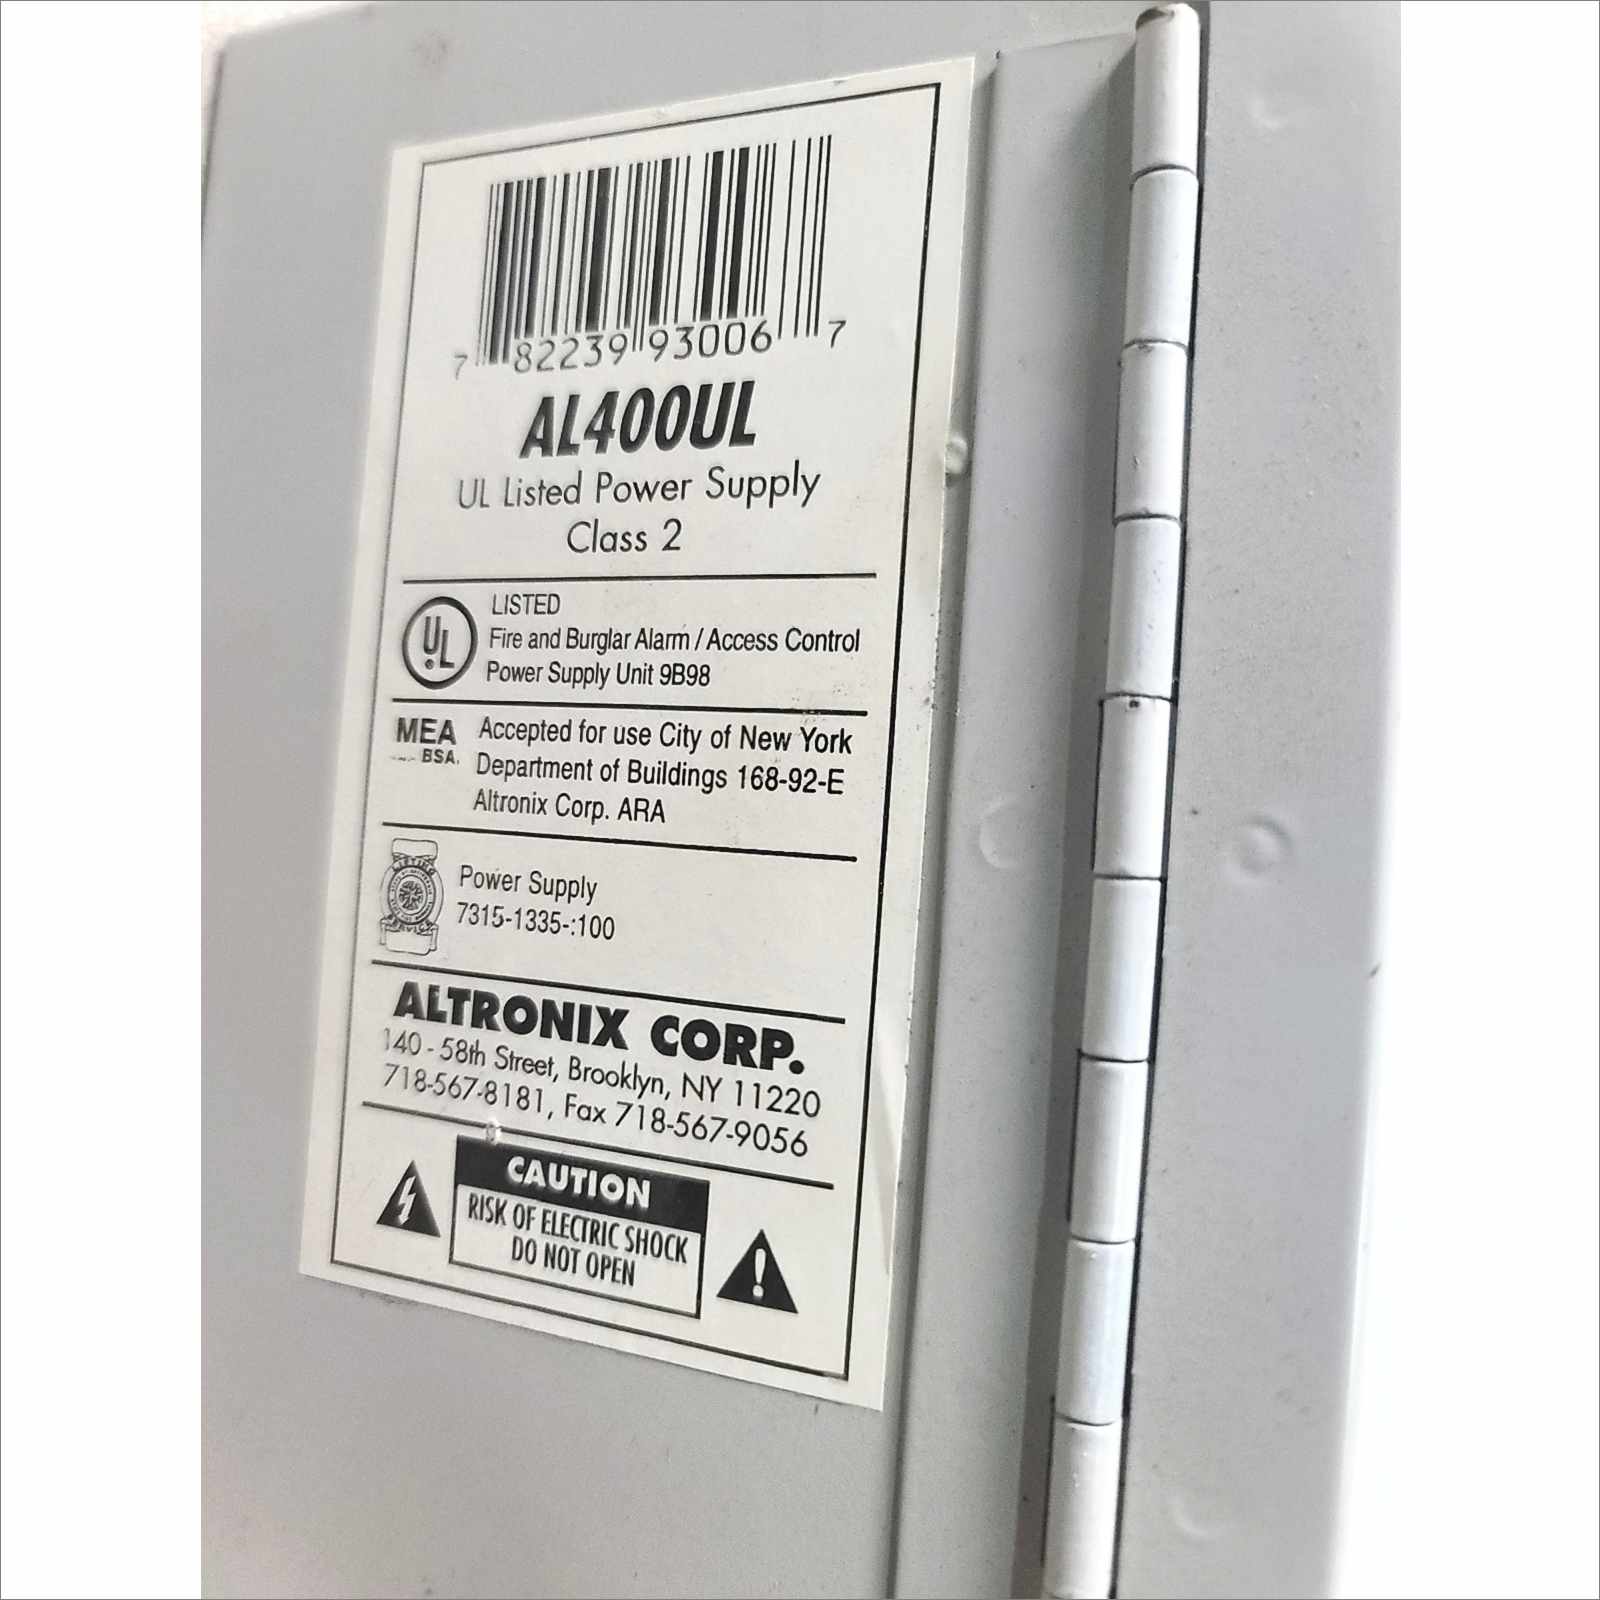 7 82239 93006 7
AL400UL
UL Listed Power Supply
Class 2
UL
LISTED
Fire and Burglar Alarm / Access Control
Power Supply Unit 9B98
MEA
BSA.
Accepted for use City of New York
Department of Buildings 168-92-E
Altronix Corp. ARA
LISTING
SERVICE
Power Supply
7315-1335-:100
ALTRONIX CORP.
140 - 58th Street, Brooklyn, NY 11220
718-567-8181, Fax 718-567-9056
CAUTION
RISK OF ELECTRIC SHOCK
DO NOT OPEN